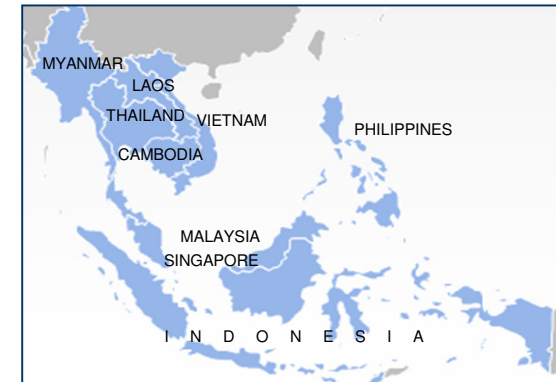 MYANMAR
LAOS
THAILAND
VIETNAM
CAMBODIA
PHILIPPINES
MALAYSIA
SINGAPORE
I N D O N E S I A